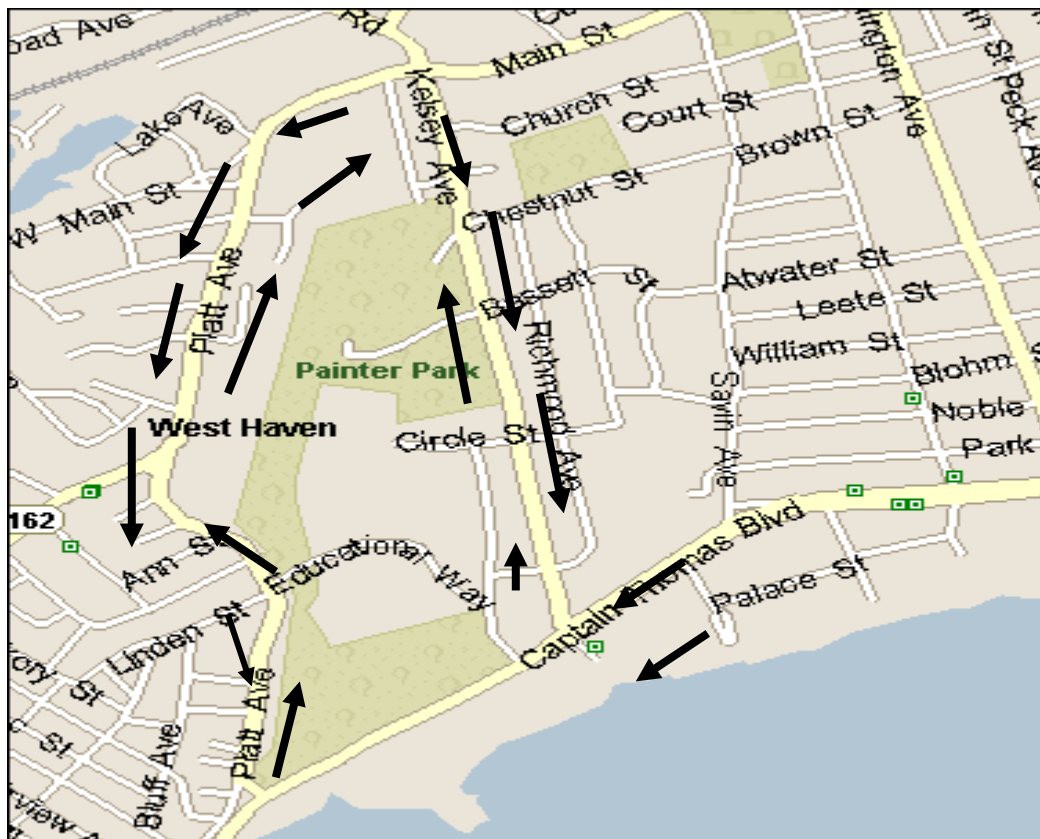 Rd
Main St
Kelsey Ave
Church St
Court St
Lake Ave
Brown St
W Main St
Chestnut St
Platt Ave
Atwater St
Bassett St
Leete St
William St
Richmond Ave
Painter Park
Savin Ave
Noble
West Haven
Circle St
Park
162
Captain Thomas Blvd
Ann St
Educational Way
Palace St
Linden St
Platt Ave
Bluff Ave